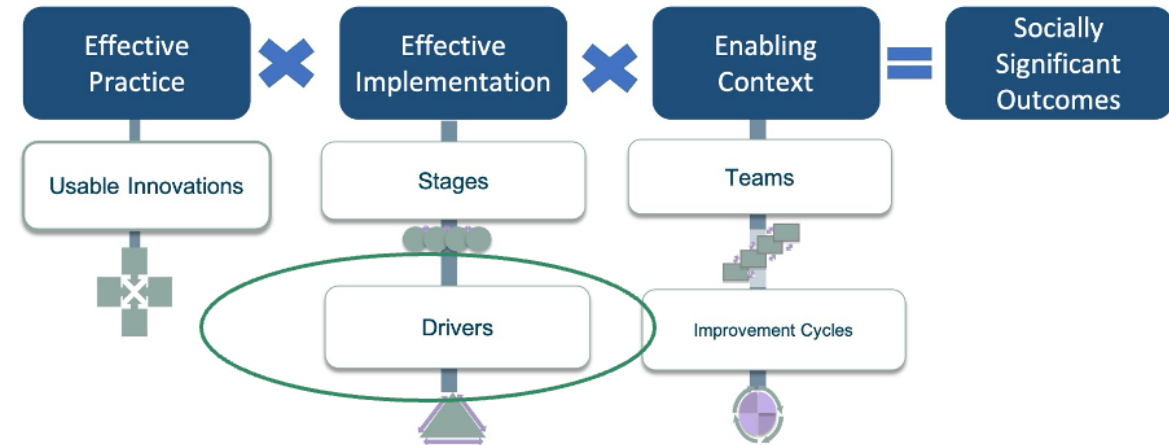 Effective
Practice
Effective
Implementation
Enabling
Context
Socially
Significant
Outcomes
Usable Innovations
Stages
Teams
Drivers
Improvement Cycles